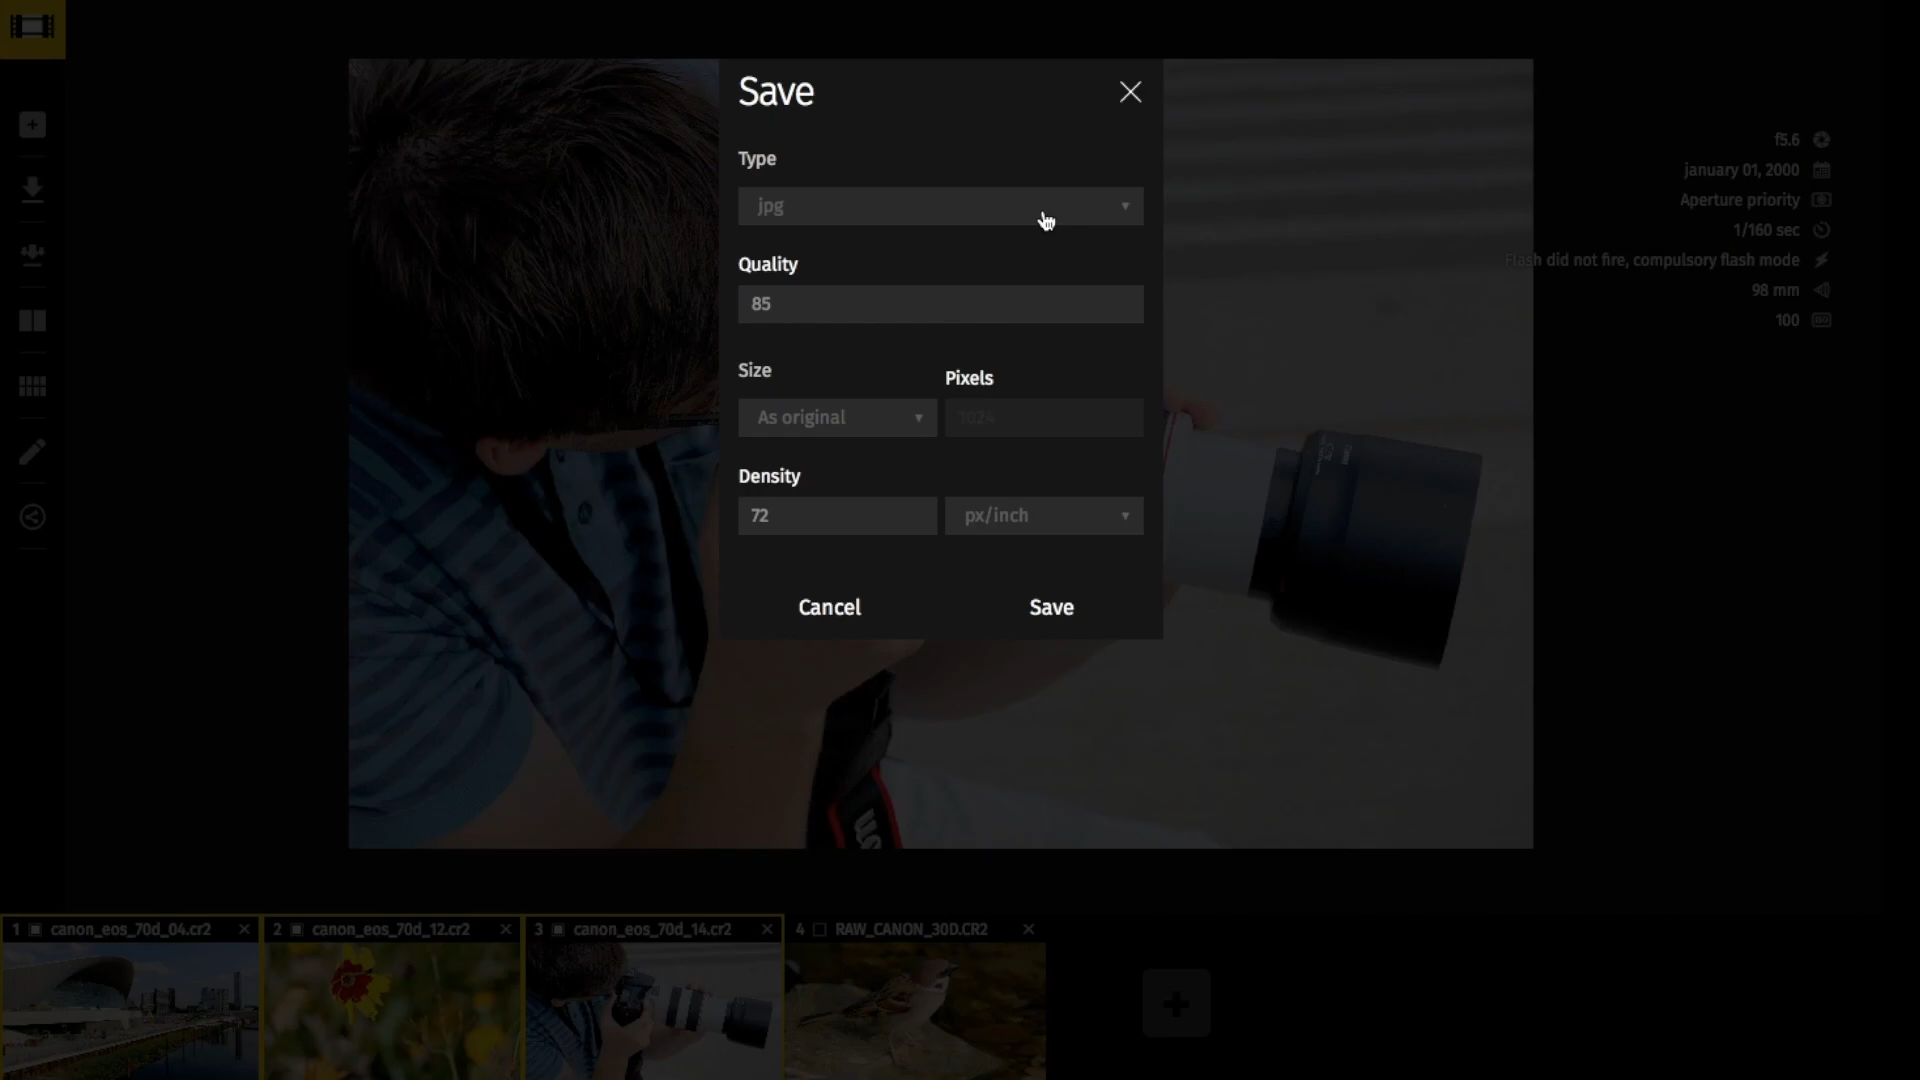 Save
Type
jpg
Quality
85
Size
Pixels
As original
1024
Density
72
px/inch
Cancel
Save
f5.6
january 01, 2000
Aperture priority
1/160 sec
Flash did not fire, compulsory flash mode
98 mm
100
ISO
1 canon_eos_70d_04.cr2
2 canon_eos_70d_12.cr2
3 canon_eos_70d_14.cr2
4 RAW_CANON_30D.CR2